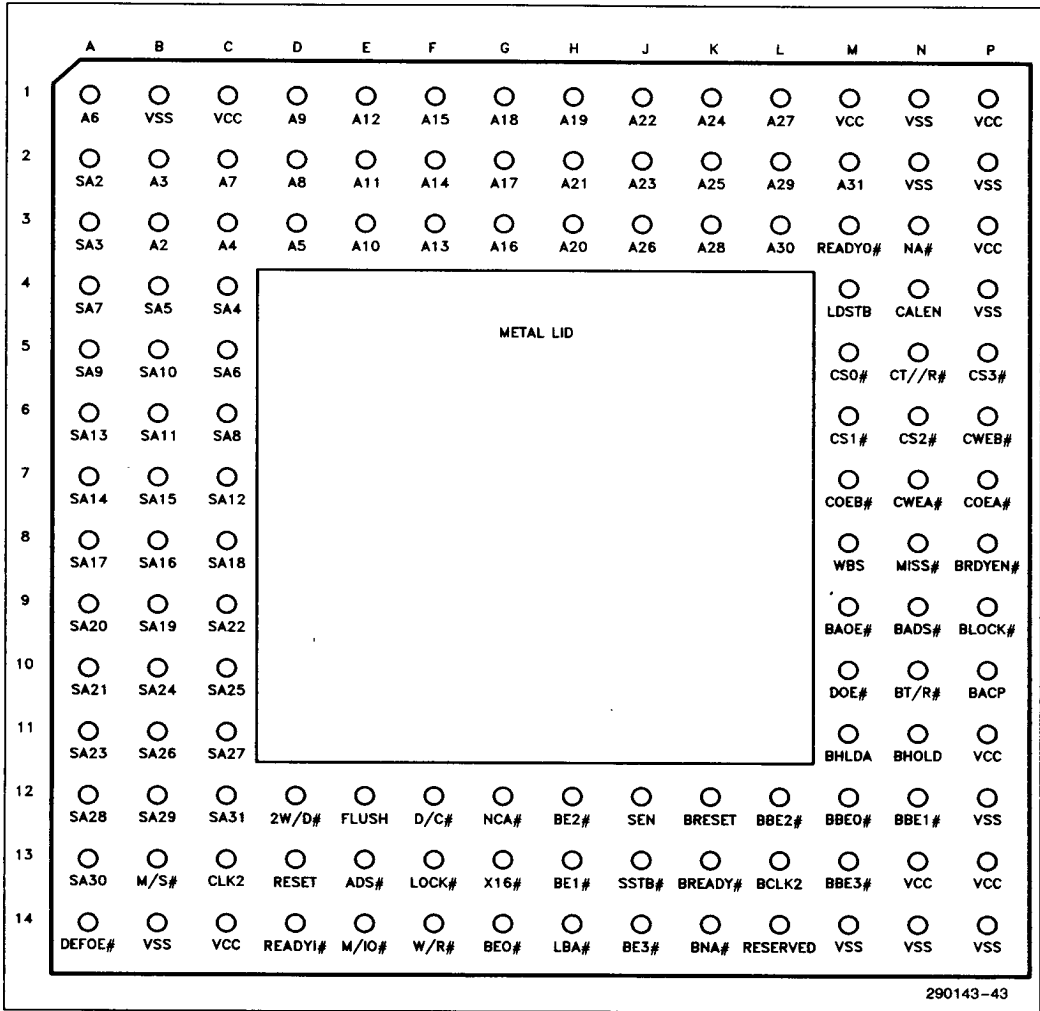 A B C D E F G H J K L M N P
1
A6 VSS VCC A9 A12 A15 A18 A19 A22 A24 A27 VCC VSS VCC
2
SA2 A3 A7 A8 A11 A14 A17 A21 A23 A25 A29 A31 VSS VSS
3
SA3 A2 A4 A5 A10 A13 A16 A20 A26 A28 A30 READYO# NA# VCC
4
SA7 SA5 SA4 LDSTB CALEN VSS
METAL LID
5
SA9 SA10 SA6 CS0# CT//R# CS3#
6
SA13 SA11 SA8 CS1# CS2# CWEB#
7
SA14 SA15 SA12 COEB# CWEA# COEA#
8
SA17 SA16 SA18 WBS MISS# BRDYEN#
9
SA20 SA19 SA22 BAOE# BADS# BLOCK#
10
SA21 SA24 SA25 DOE# BT/R# BACP
11
SA23 SA26 SA27 BHLDA BHOLD VCC
12
SA28 SA29 SA31 2W/D# FLUSH D/C# NCA# BE2# SEN BRESET BBE2# BBE0# BBE1# VSS
13
SA30 M/S# CLK2 RESET ADS# LOCK# X16# BE1# SSTB# BREADY# BCLK2 BBE3# VCC VCC
14
DEFOE# VSS VCC READYI# M/IO# W/R# BE0# LBA# BE3# BNA# RESERVED VSS VSS VSS
290143-43